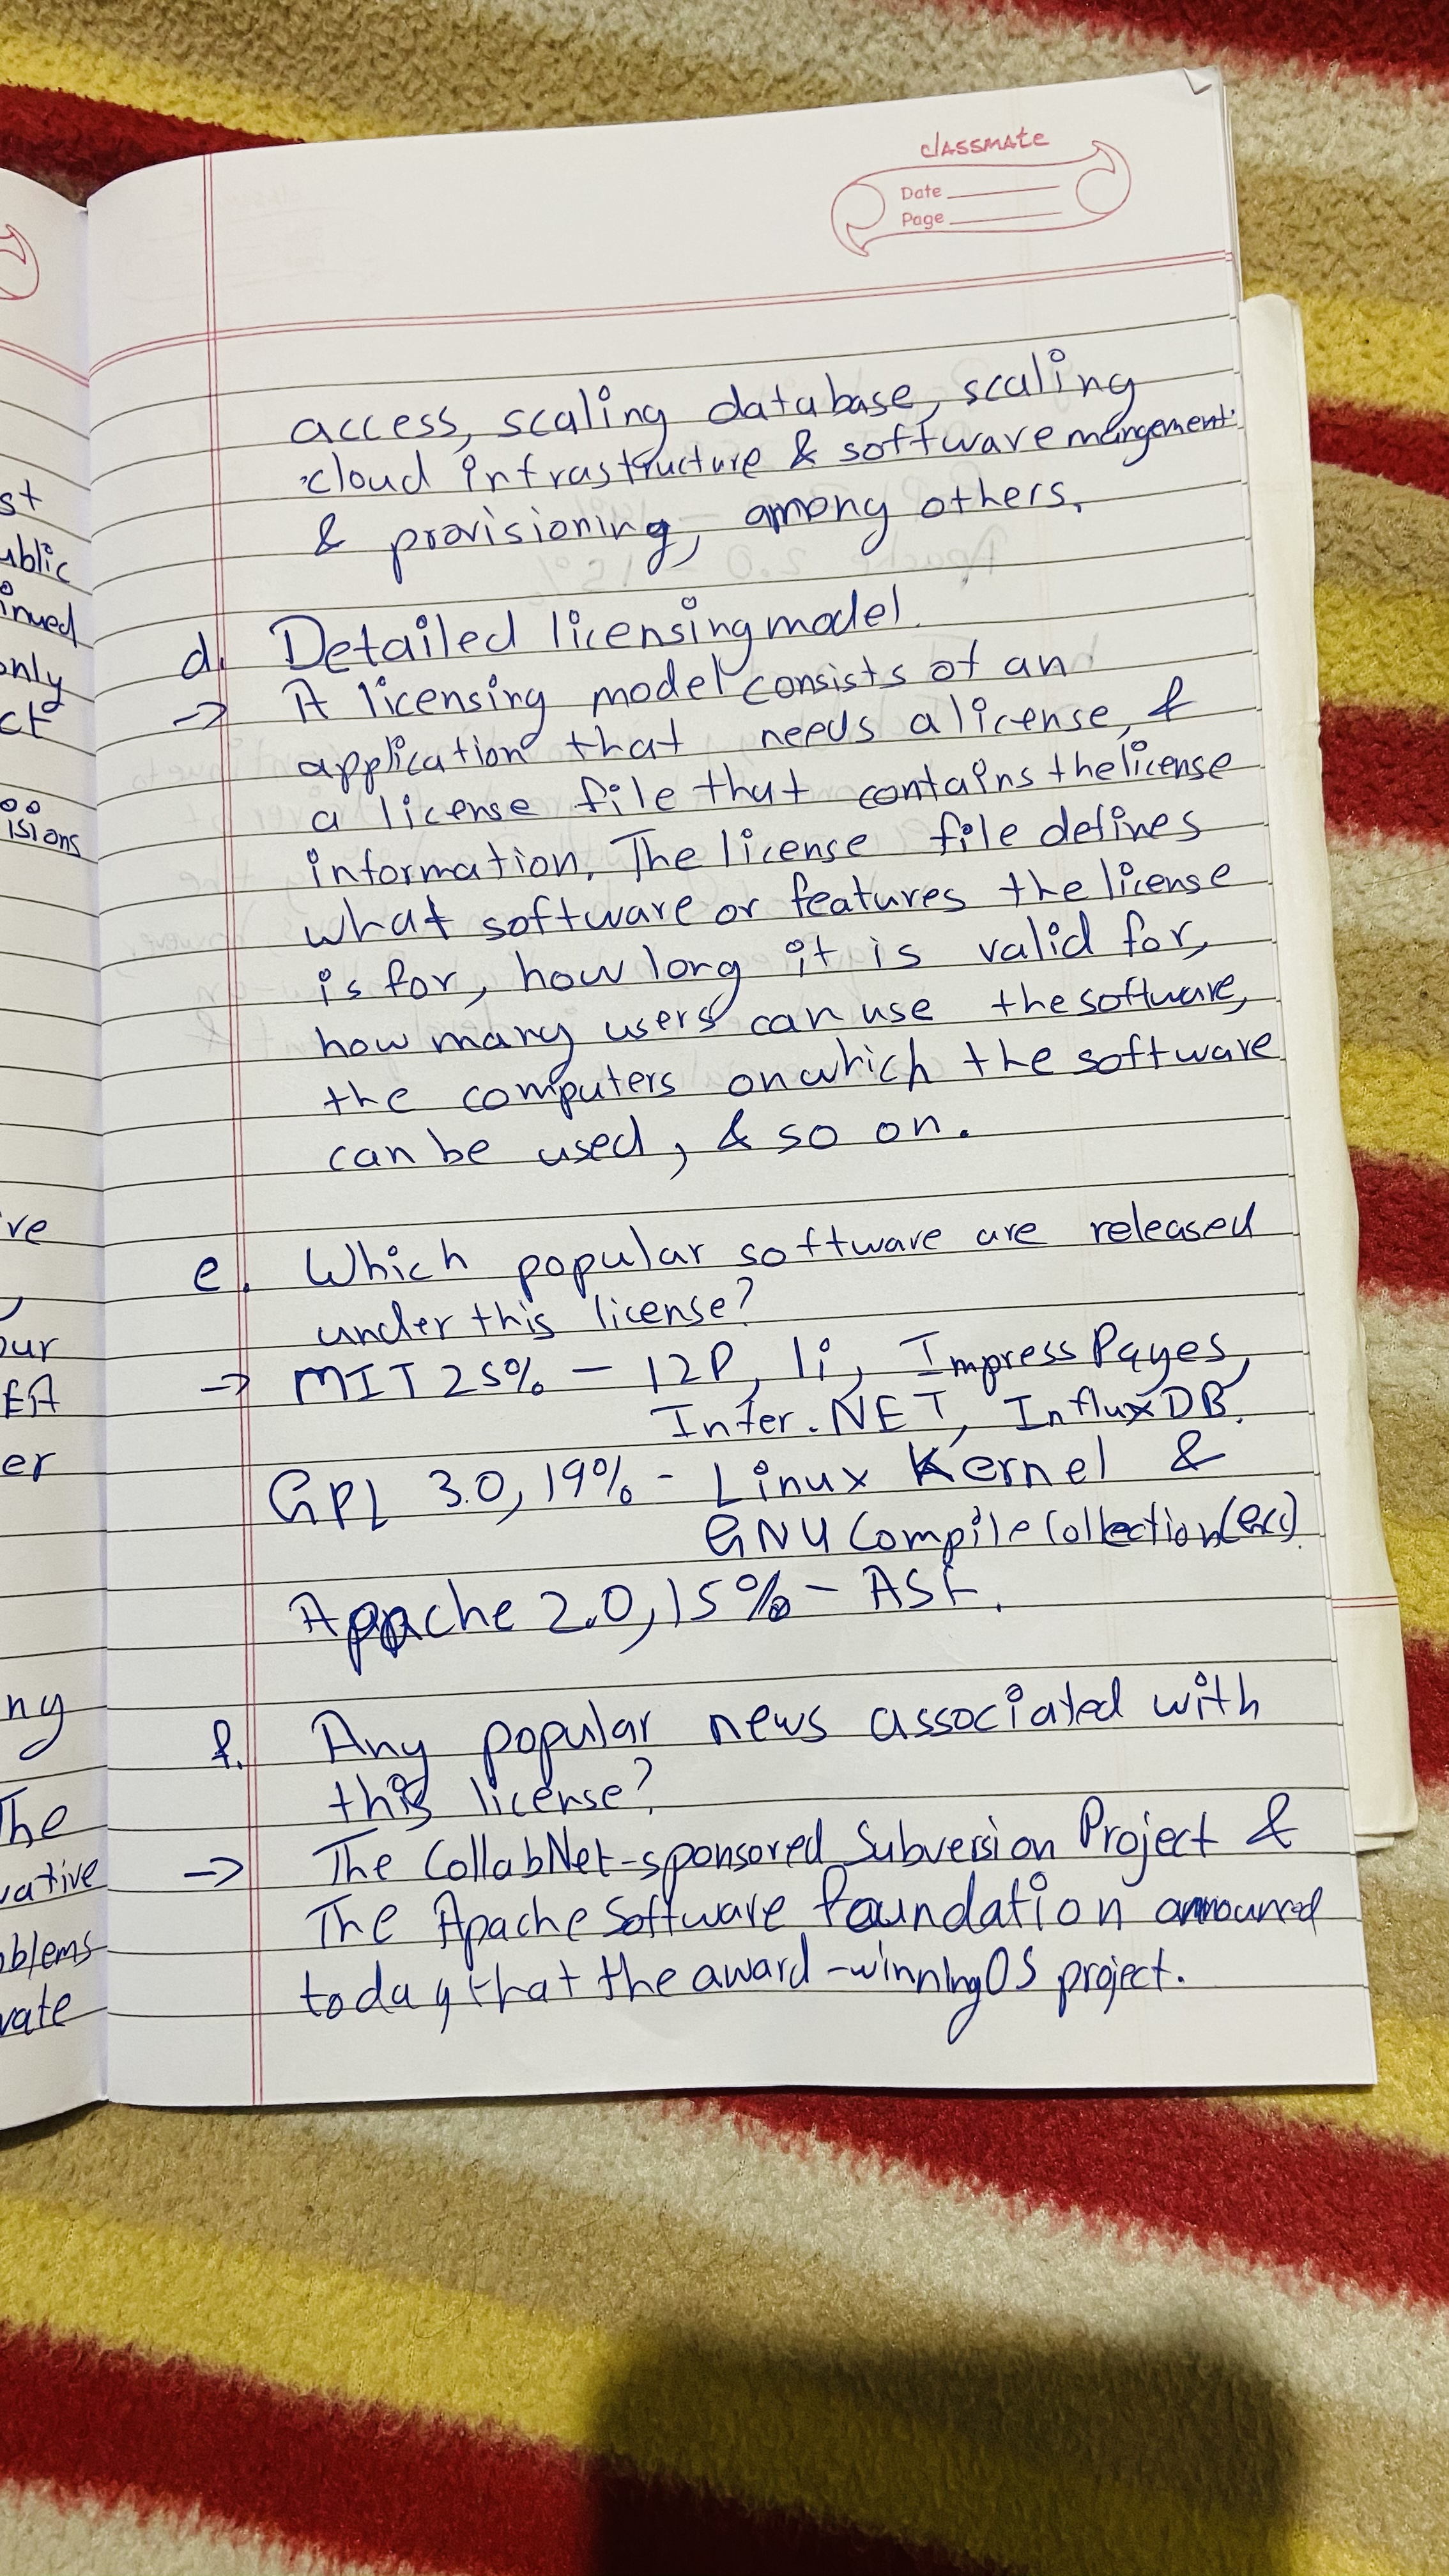 classmate
Date
Page
access, scaling database, scaling
cloud infrastructure & software mangement
& provisioning, among others.
d. Detailed licensing model.
→ A licensing model consists of an
application that needs a license, &
a license file that contains the license
information. The license file defines
what software or features the license
is for, how long it is valid for,
how many users can use the software,
the computers on which the software
can be used, & so on.
e. Which popular software are released
under this license?
→ MIT 25% - I2P, Ii, ImpressPages,
Infer.NET, InfluxDB.
GPL 3.0, 19% - Linux Kernel &
GNU Compile Collection
Apache 2.0, 15% - ASF.
f. Any popular news associated with
this license?
→ The CollabNet-sponsored Subversion Project &
The Apache Software foundation announced
today that the award-winning OS project.
st
ublic
inued
only
ct
isions
ve
our
EA
er
ng
The
vative
oblems
vate